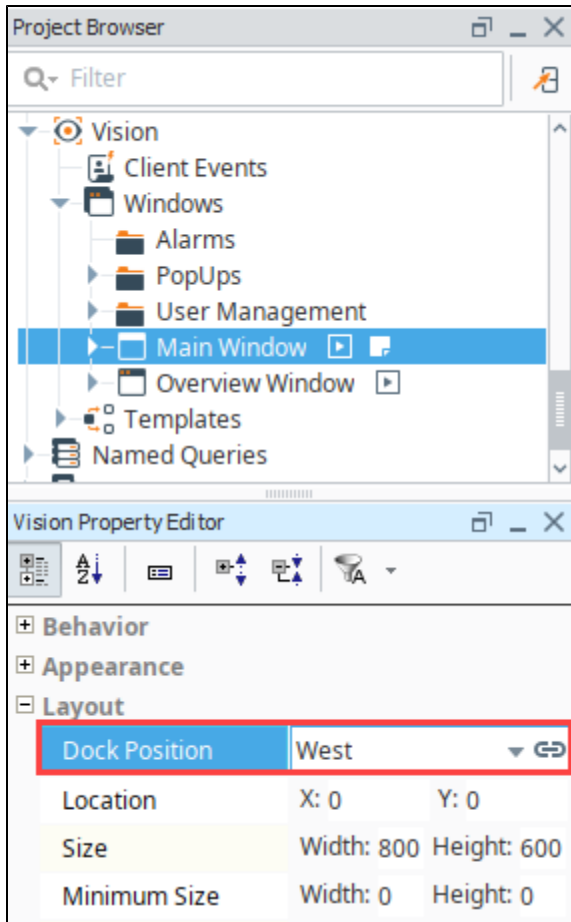 Project Browser
Filter
Vision
Client Events
Windows
Alarms
PopUps
User Management
Main Window
Overview Window
Templates
Named Queries
Vision Property Editor
Behavior
Appearance
Layout
Dock Position West
Location X: 0 Y: 0
Size Width: 800 Height: 600
Minimum Size Width: 0 Height: 0